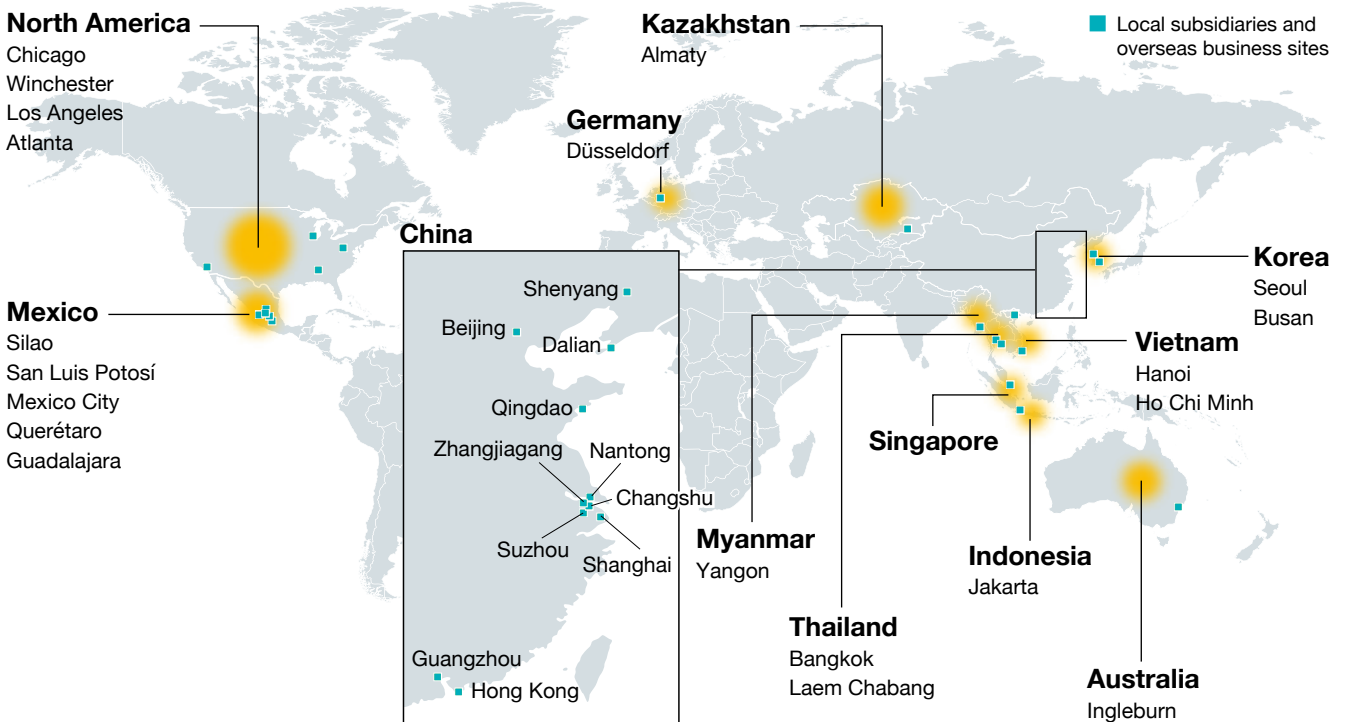 North America
Chicago
Winchester
Los Angeles
Atlanta
Kazakhstan
Almaty
Local subsidiaries and
overseas business sites
Germany
Düsseldorf
China
Shenyang
Beijing
Dalian
Qingdao
Zhangjiagang
Nantong
Changshu
Suzhou
Shanghai
Guangzhou
Hong Kong
Korea
Seoul
Busan
Mexico
Silao
San Luis Potosí
Mexico City
Querétaro
Guadalajara
Vietnam
Hanoi
Ho Chi Minh
Singapore
Myanmar
Yangon
Indonesia
Jakarta
Thailand
Bangkok
Laem Chabang
Australia
Ingleburn